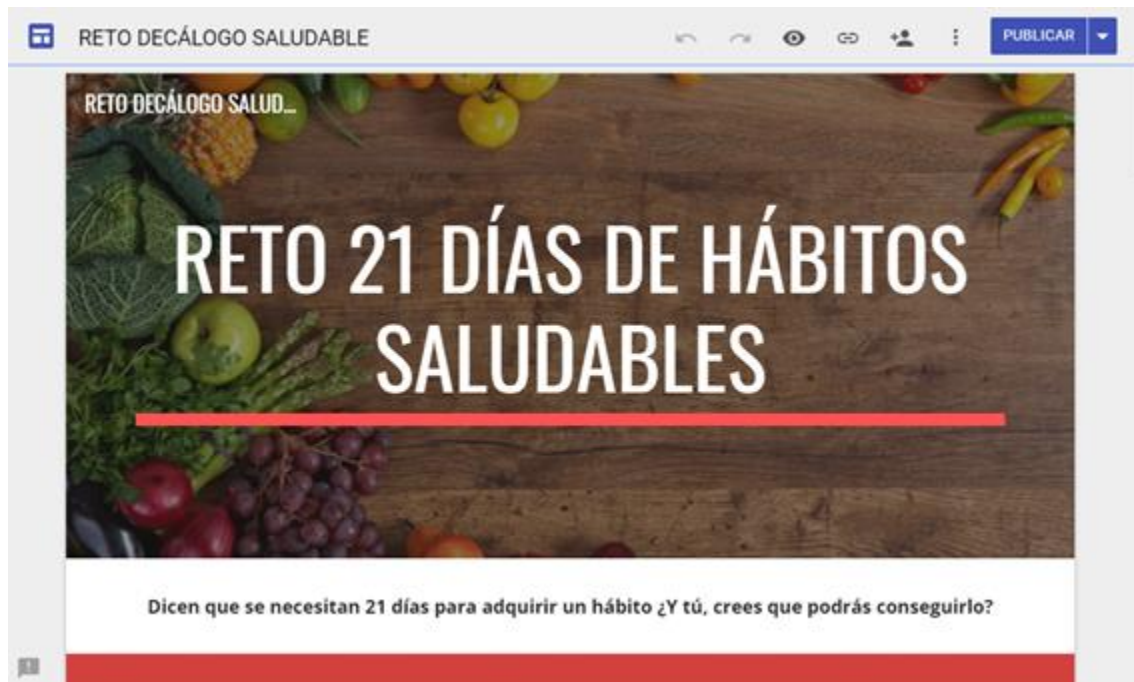 RETO DECÁLOGO SALUDABLE
PUBLICAR
RETO DECÁLOGO SALUD...
RETO 21 DÍAS DE HÁBITOS
SALUDABLES
Dicen que se necesitan 21 días para adquirir un hábito ¿Y tú, crees que podrás conseguirlo?